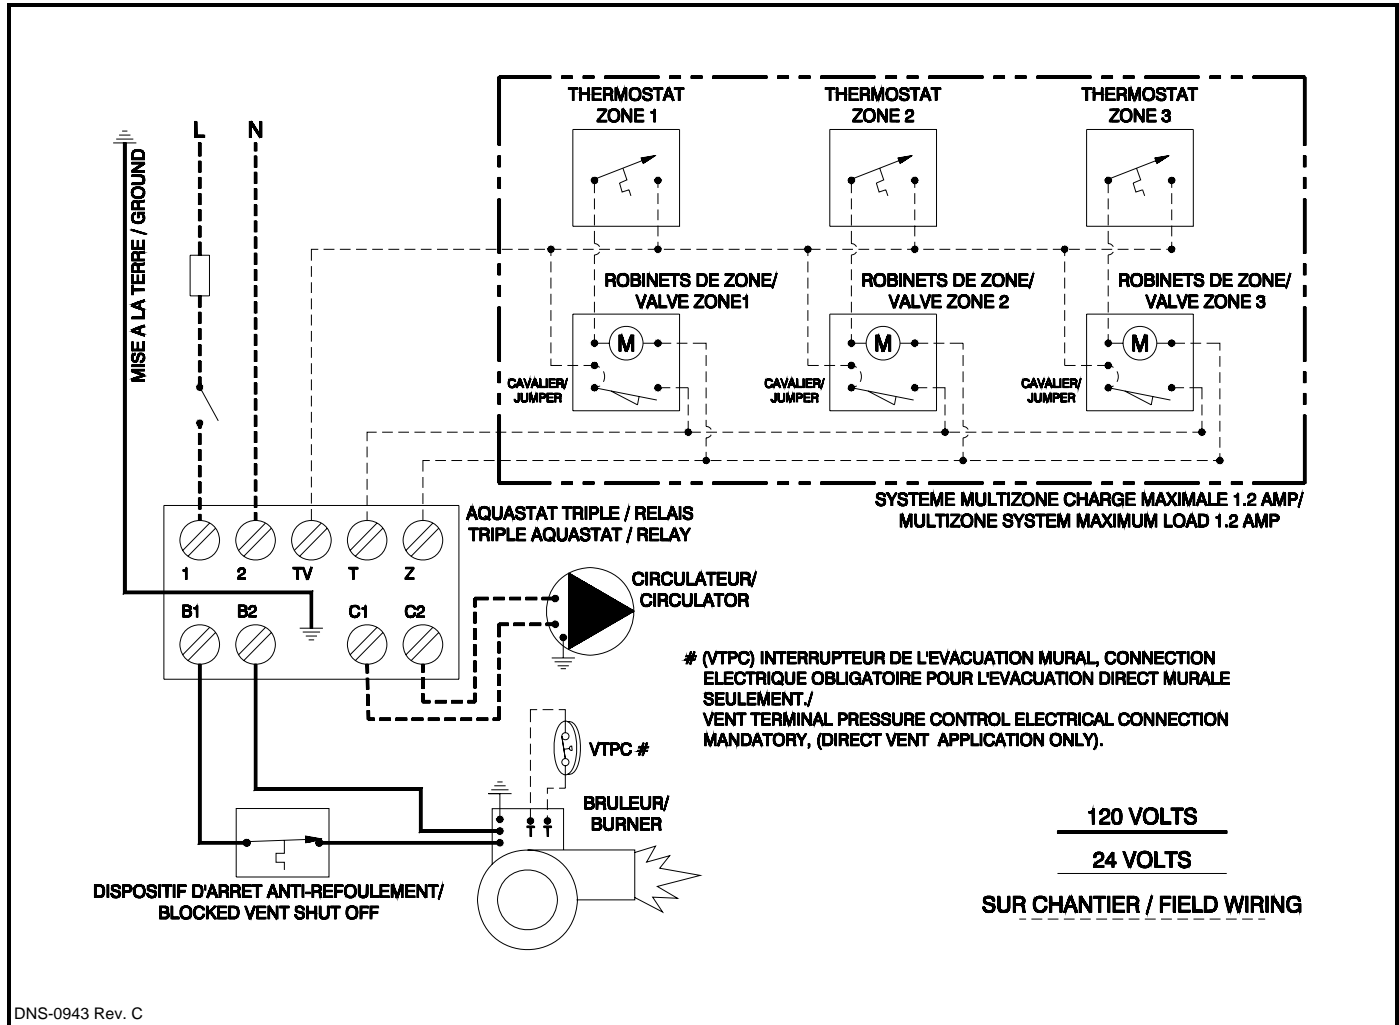 THERMOSTAT
ZONE 1
THERMOSTAT
ZONE 2
THERMOSTAT
ZONE 3
L
N
MISE A LA TERRE / GROUND
ROBINETS DE ZONE/
VALVE ZONE1
ROBINETS DE ZONE/
VALVE ZONE 2
ROBINETS DE ZONE/
VALVE ZONE 3
M
M
M
CAVALIER/
JUMPER
CAVALIER/
JUMPER
CAVALIER/
JUMPER
SYSTEME MULTIZONE CHARGE MAXIMALE 1.2 AMP/
MULTIZONE SYSTEM MAXIMUM LOAD 1.2 AMP
AQUASTAT TRIPLE / RELAIS
TRIPLE AQUASTAT / RELAY
1
2
TV
T
Z
B1
B2
C1
C2
CIRCULATEUR/
CIRCULATOR
# (VTPC) INTERRUPTEUR DE L'EVACUATION MURAL, CONNECTION
ELECTRIQUE OBLIGATOIRE POUR L'EVACUATION DIRECT MURALE
SEULEMENT./
VENT TERMINAL PRESSURE CONTROL ELECTRICAL CONNECTION
MANDATORY, (DIRECT VENT APPLICATION ONLY).
VTPC #
BRULEUR/
BURNER
T T
DISPOSITIF D'ARRET ANTI-REFOULEMENT/
BLOCKED VENT SHUT OFF
120 VOLTS
24 VOLTS
SUR CHANTIER / FIELD WIRING
DNS-0943 Rev. C